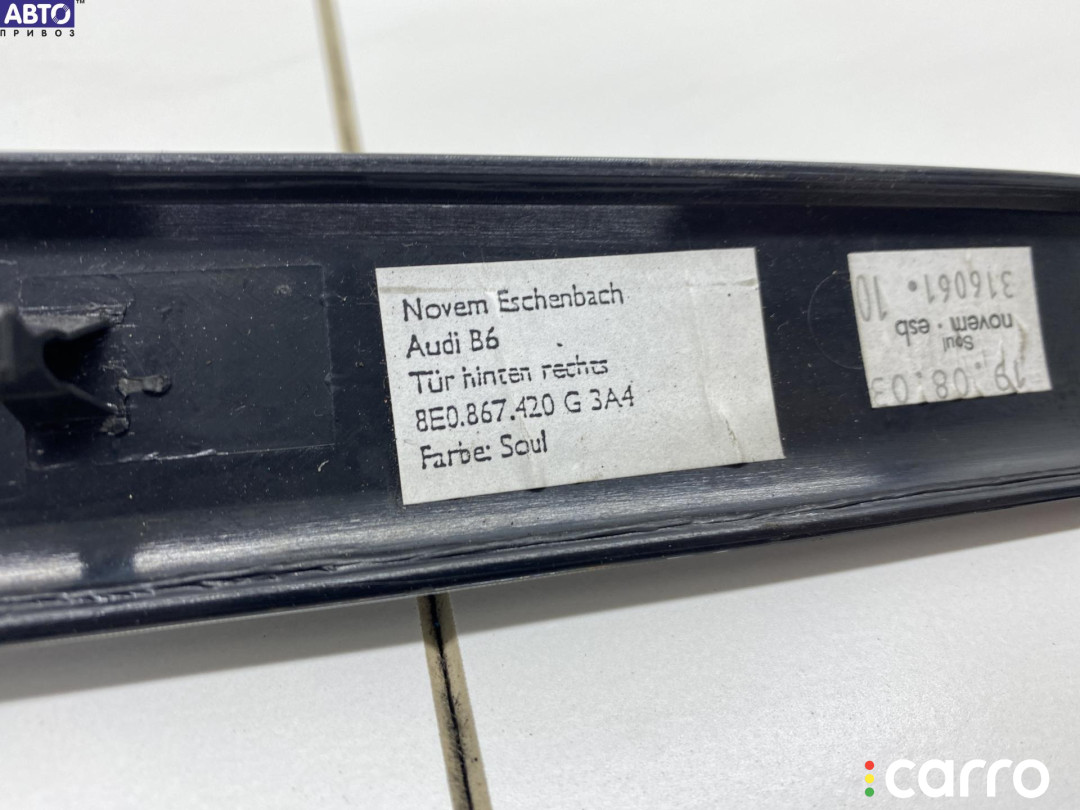 АВТО
ПРИВОЗ
TM
Novem Eschenbach
Audi B6
Tür hinten rechts
8E0.867.420 G 3A4
Farbe: Soul
19.08.03
novem · esb
Soul
316061• 10
carro